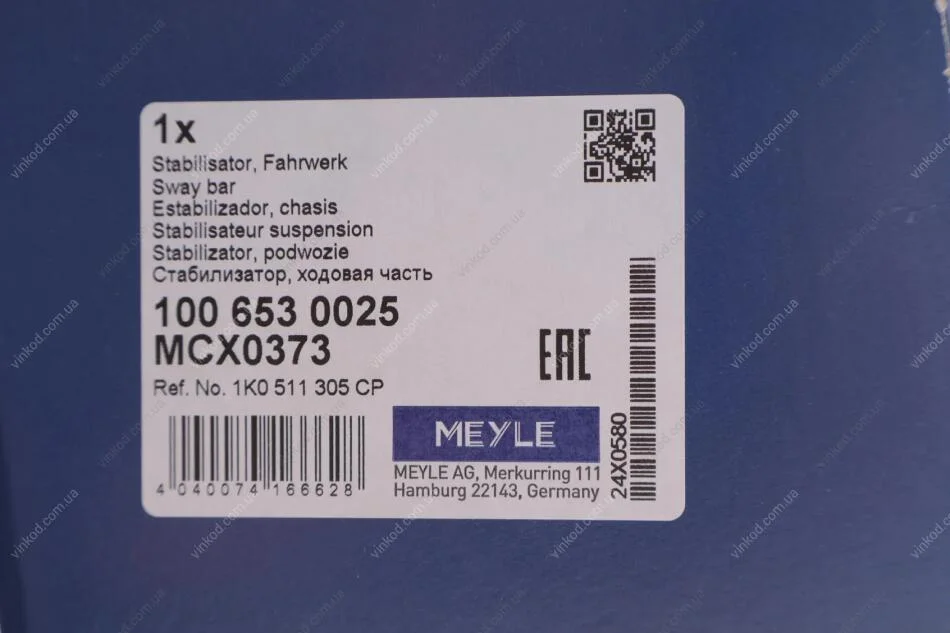 1x
Stabilisator, Fahrwerk
Sway bar
Estabilizador, chasis
Stabilisateur suspension
Stabilizator, podwozie
Стабилизатор, ходовая часть
100 653 0025
MCX0373
Ref. No. 1K0 511 305 CP
EAC
4 040074 166628
MEYLE
MEYLE AG, Merkurring 111
Hamburg 22143, Germany
24X0580
vinkod.com.ua